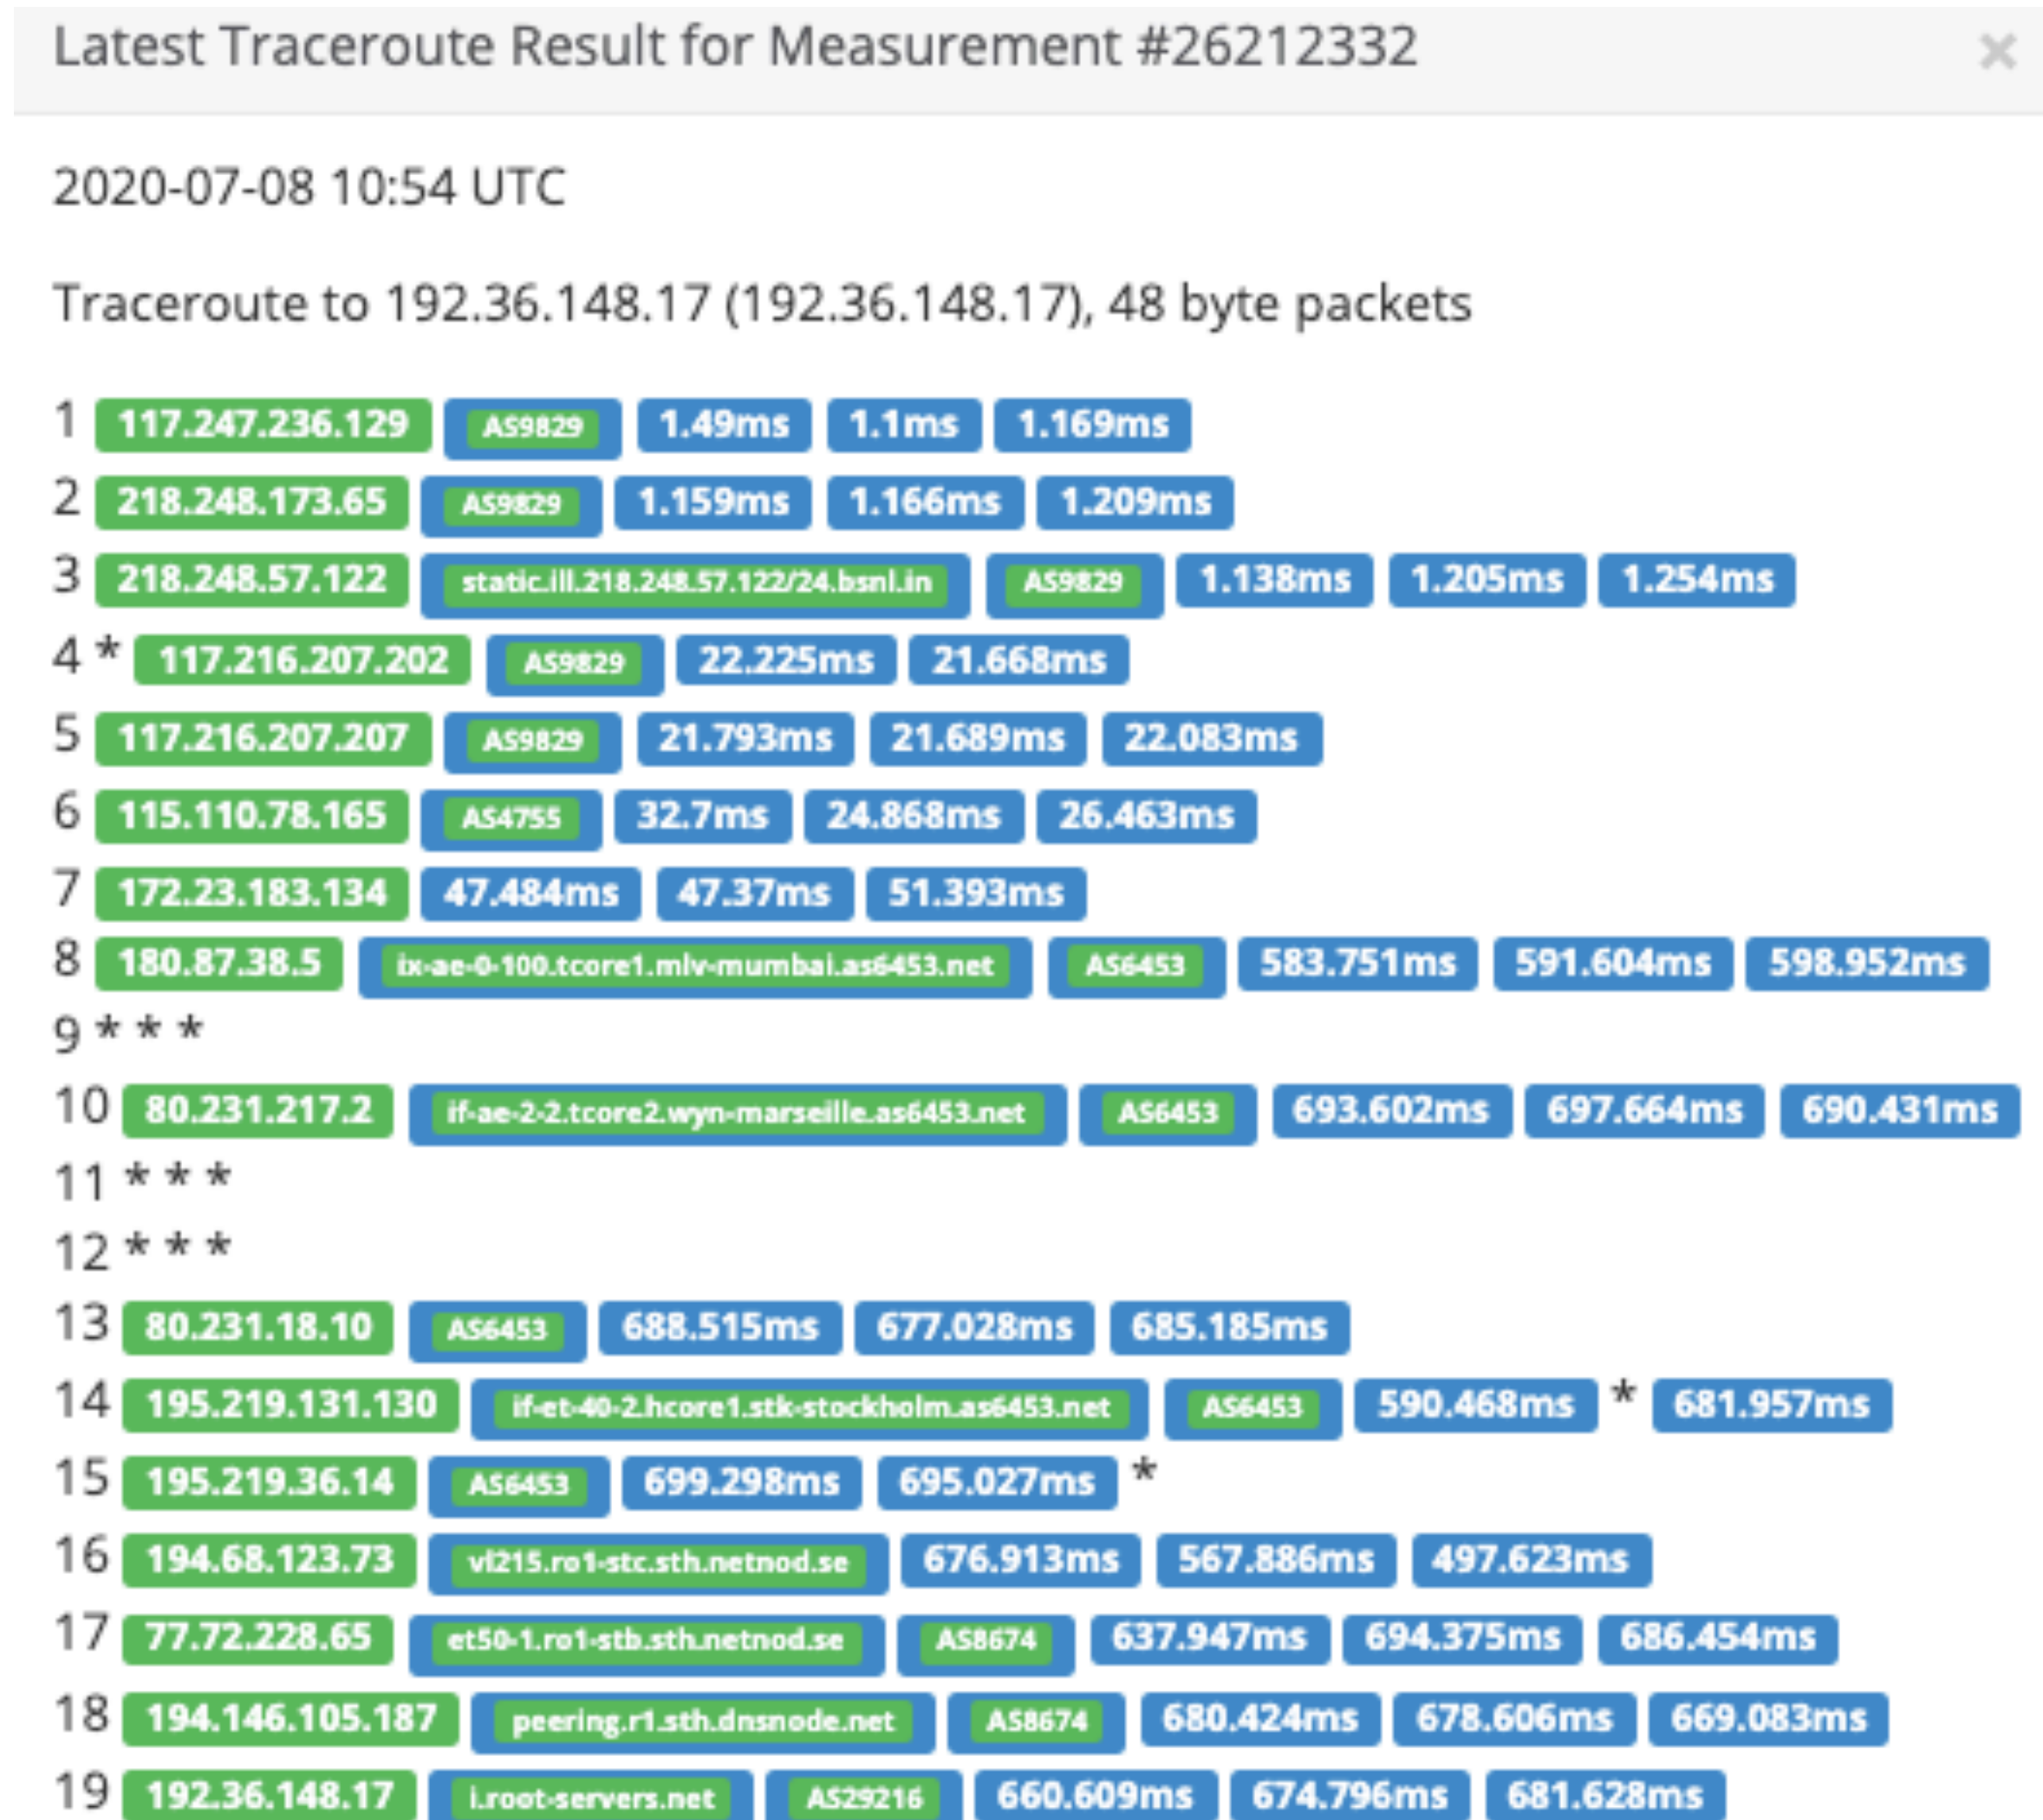 Latest Traceroute Result for Measurement #26212332 ×
2020-07-08 10:54 UTC
Traceroute to 192.36.148.17 (192.36.148.17), 48 byte packets
1 117.247.236.129 AS9829 1.49ms 1.1ms 1.169ms
2 218.248.173.65 AS9829 1.159ms 1.166ms 1.209ms
3 218.248.57.122 static.ill.218.248.57.122/24.bsnl.in AS9829 1.138ms 1.205ms 1.254ms
4 * 117.216.207.202 AS9829 22.225ms 21.668ms
5 117.216.207.207 AS9829 21.793ms 21.689ms 22.083ms
6 115.110.78.165 AS4755 32.7ms 24.868ms 26.463ms
7 172.23.183.134 47.484ms 47.37ms 51.393ms
8 180.87.38.5 ix-ae-0-100.tcore1.mlv-mumbai.as6453.net AS6453 583.751ms 591.604ms 598.952ms
9 * * *
10 80.231.217.2 if-ae-2-2.tcore2.wyn-marseille.as6453.net AS6453 693.602ms 697.664ms 690.431ms
11 * * *
12 * * *
13 80.231.18.10 AS6453 688.515ms 677.028ms 685.185ms
14 195.219.131.130 if-et-40-2.hcore1.stk-stockholm.as6453.net AS6453 590.468ms * 681.957ms
15 195.219.36.14 AS6453 699.298ms 695.027ms *
16 194.68.123.73 vl215.ro1-stc.sth.netnod.se 676.913ms 567.886ms 497.623ms
17 77.72.228.65 et50-1.ro1-stb.sth.netnod.se AS8674 637.947ms 694.375ms 686.454ms
18 194.146.105.187 peering.r1.sth.dnsnode.net AS8674 680.424ms 678.606ms 669.083ms
19 192.36.148.17 i.root-servers.net AS29216 660.609ms 674.796ms 681.628ms